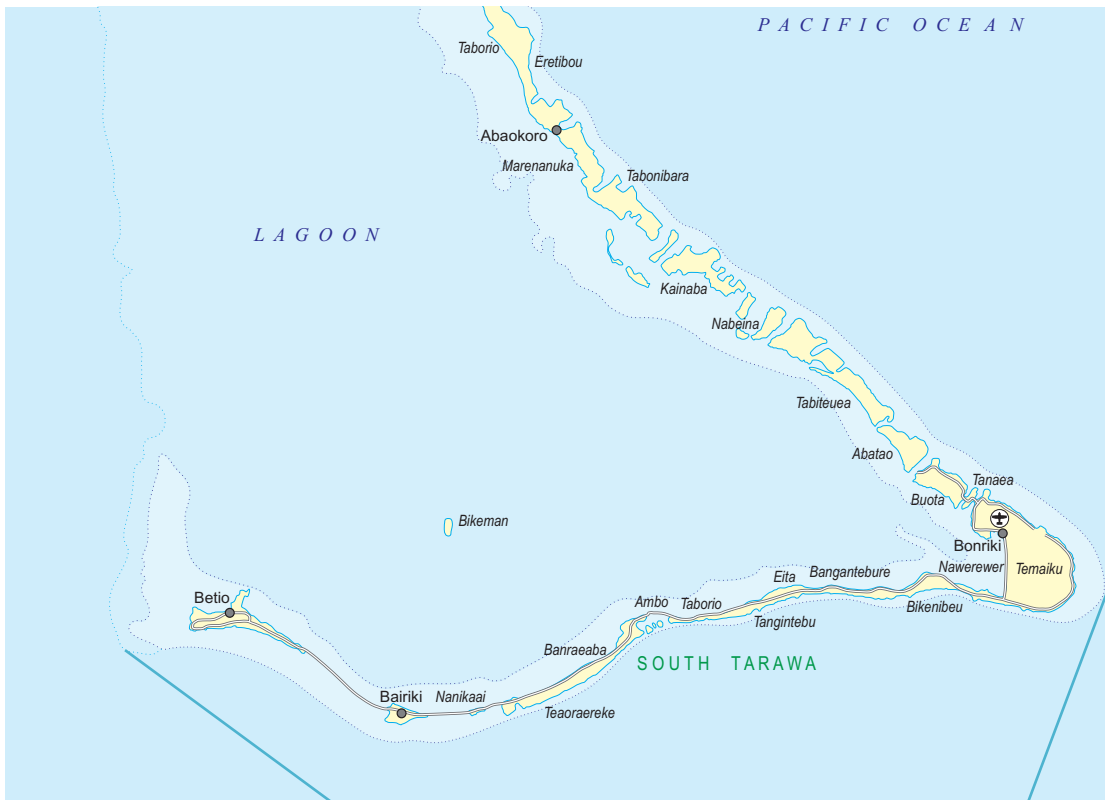 PACIFIC OCEAN
Taborio
Eretibou
Abaokoro
Marenanuka
Tabonibara
LAGOON
Kainaba
Nabeina
Tabiteuea
Abatao
Tanaea
Buota
Bikeman
Bonriki
Nawerewer
Temaiku
Eita
Bangantebure
Betio
Ambo
Taborio
Bikenibeu
Tangintebu
Banraeaba
SOUTH TARAWA
Bairiki
Nanikaai
Teaoraereke